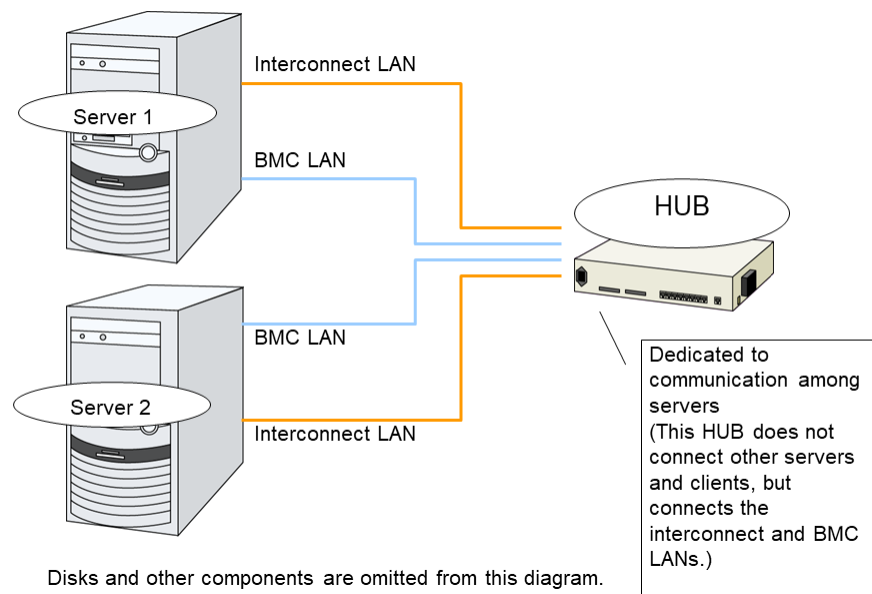 Interconnect LAN
Server 1
BMC LAN
HUB
BMC LAN
Server 2
Interconnect LAN
Dedicated to
communication among
servers
(This HUB does not
connect other servers
and clients, but
connects the
interconnect and BMC
LANs.)
Disks and other components are omitted from this diagram.